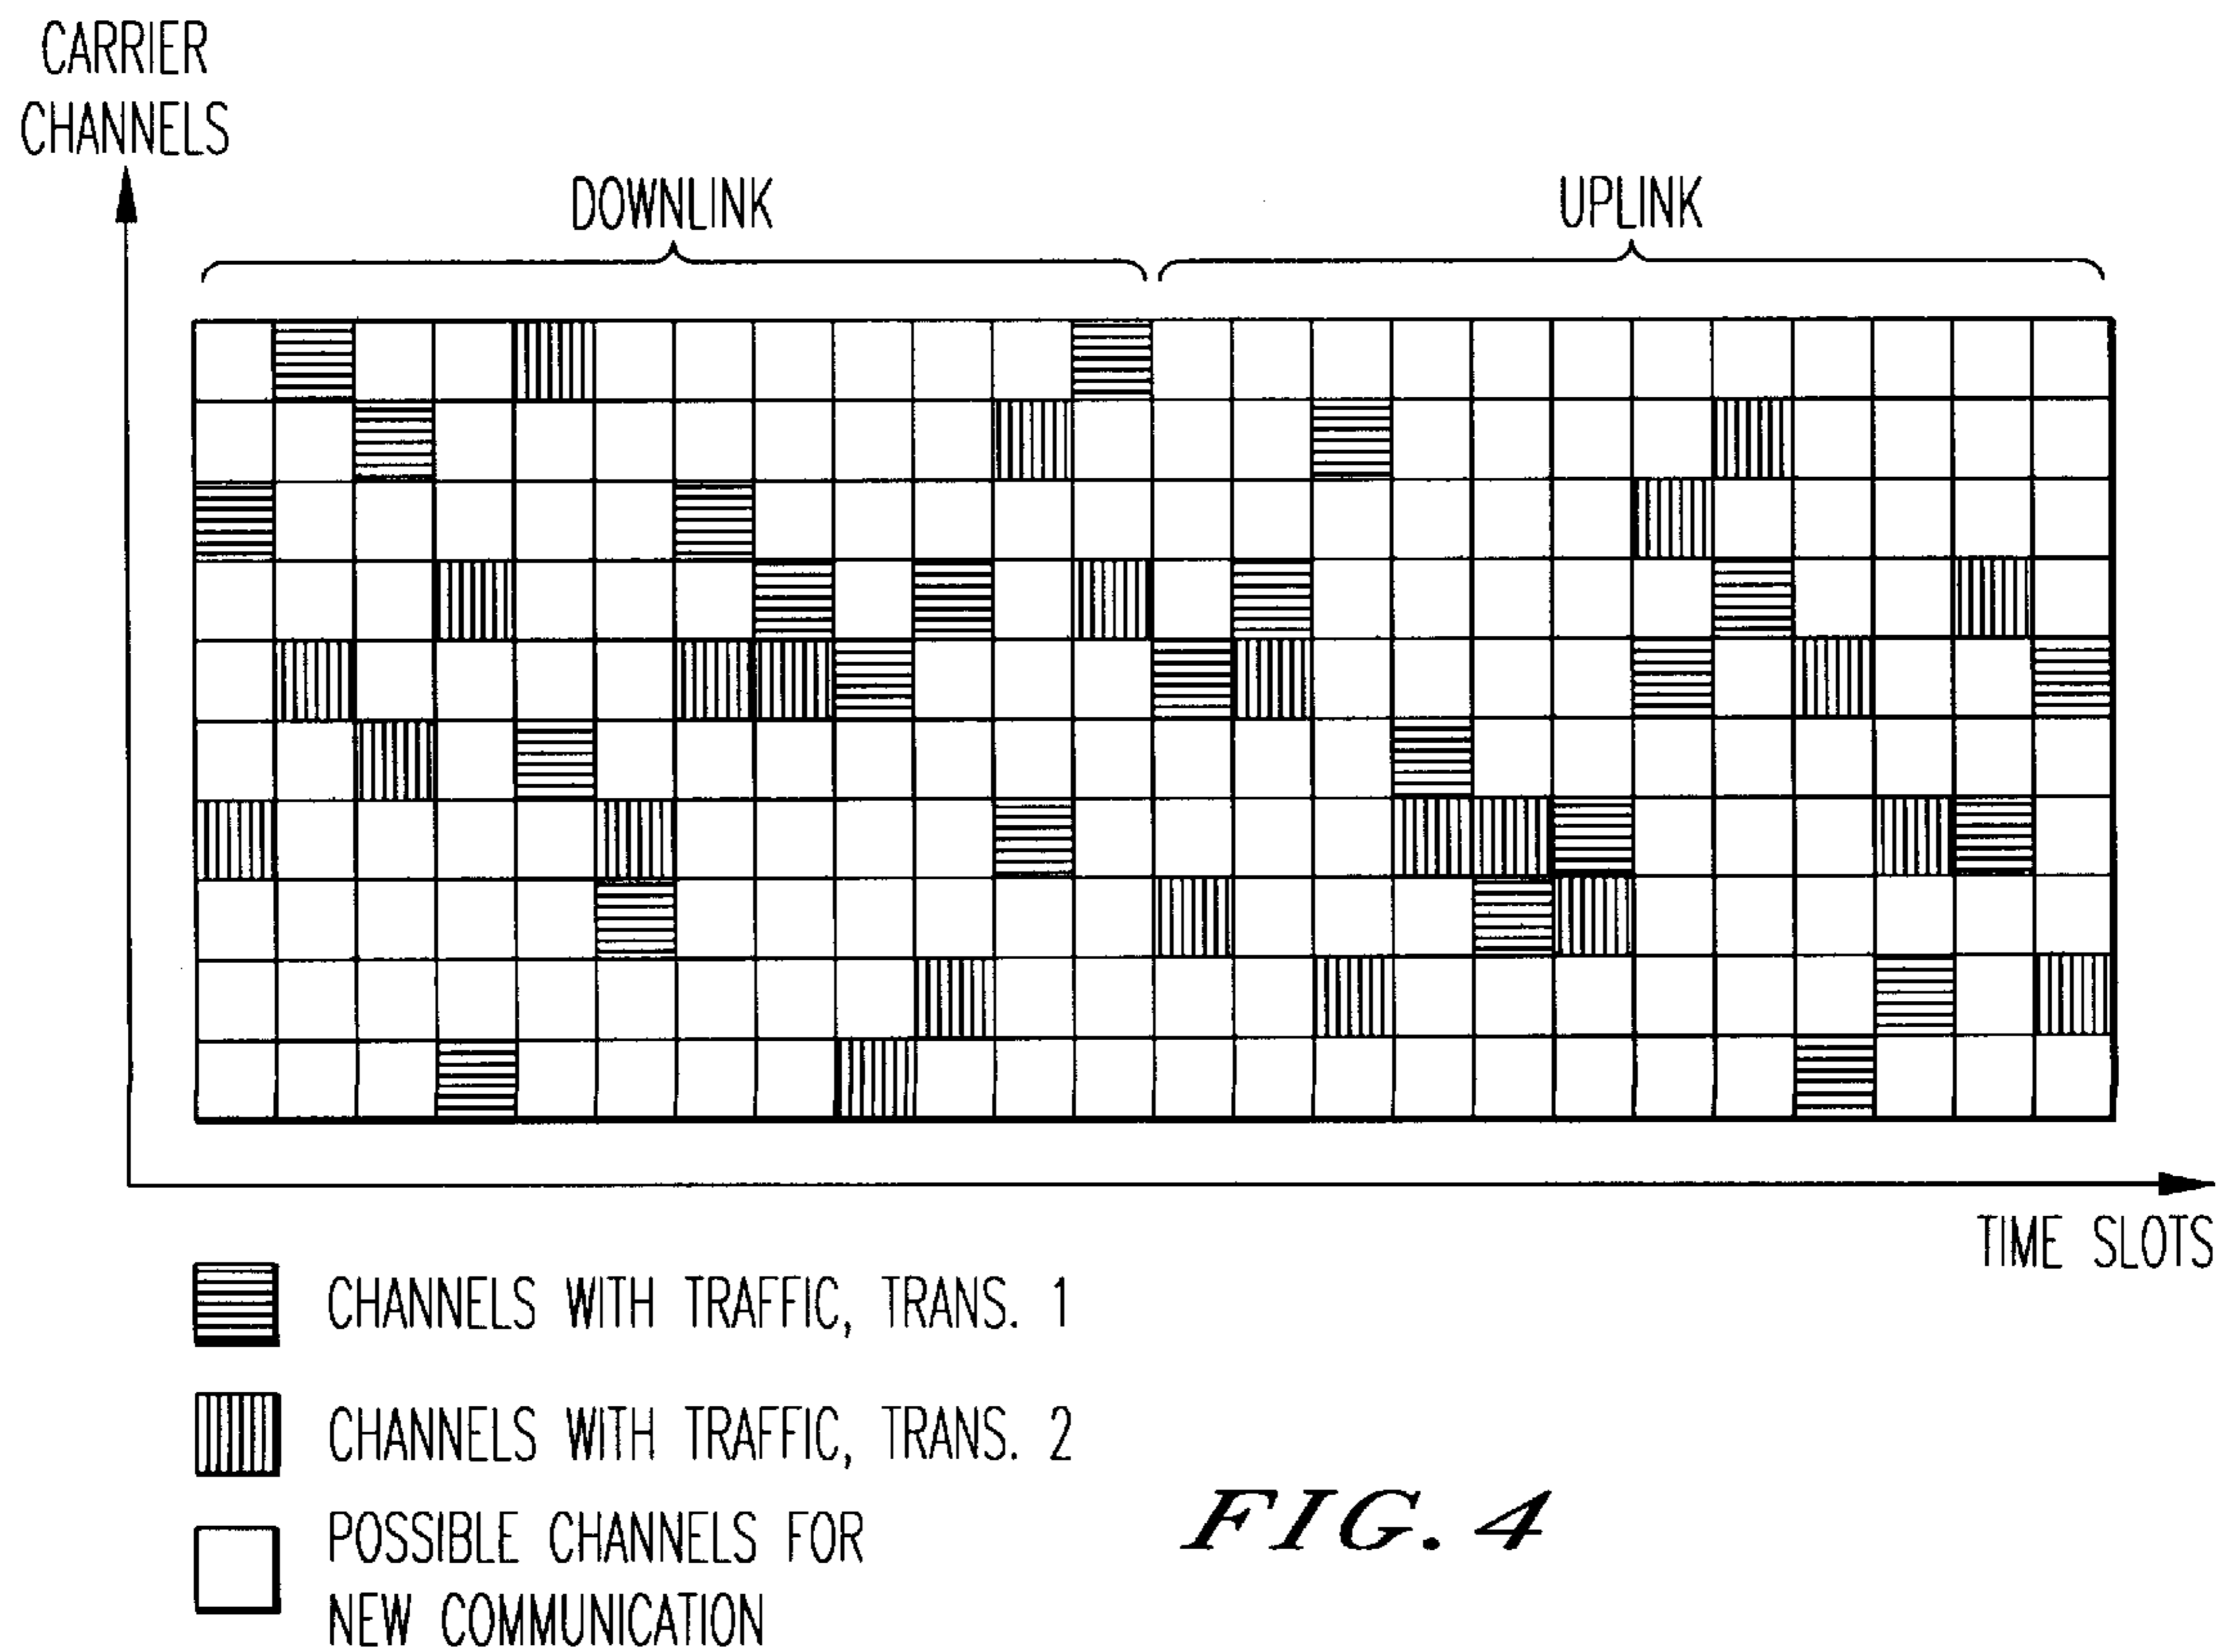 CARRIER
CHANNELS
DOWNLINK
UPLINK
TIME SLOTS
CHANNELS WITH TRAFFIC, TRANS. 1
CHANNELS WITH TRAFFIC, TRANS. 2
POSSIBLE CHANNELS FOR
NEW COMMUNICATION
FIG. 4